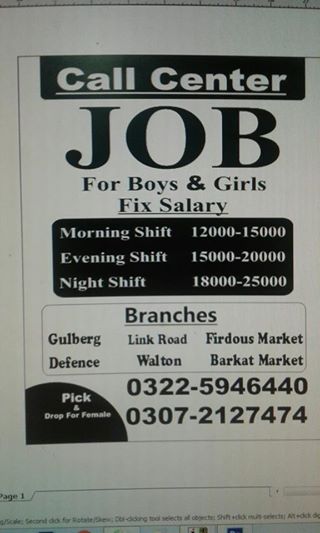 Call Center
JOB
For Boys & Girls
Fix Salary
Morning Shift 12000-15000
Evening Shift 15000-20000
Night Shift 18000-25000
Branches
Gulberg Link Road Firdous Market
Defence Walton Barkat Market
Pick
&
Drop For Female
0322-5946440
0307-2127474
Page 1
g/Scale; Second click for Rotate/Skew; Dbl-clicking tool selects all objects; Shift+click multi-selects; Alt+click dig